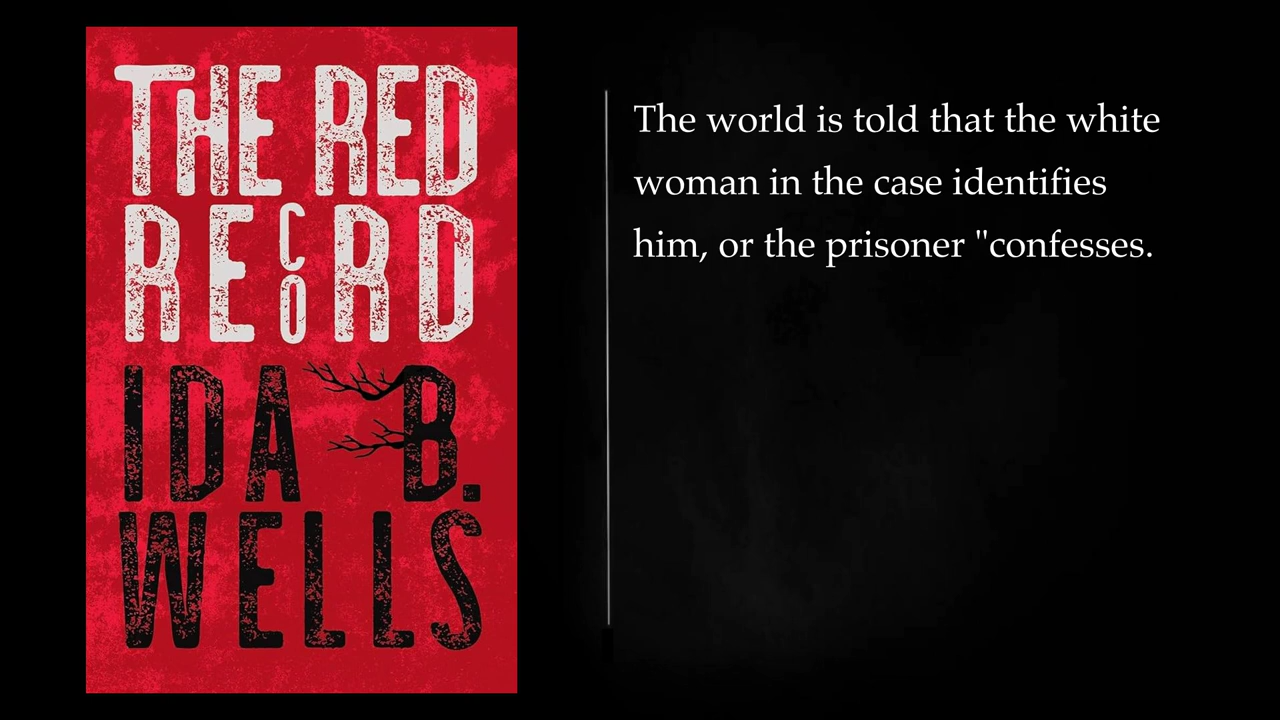 THE RED
RECORD
IDA B.
WELLS
The world is told that the white
woman in the case identifies
him, or the prisoner "confesses.